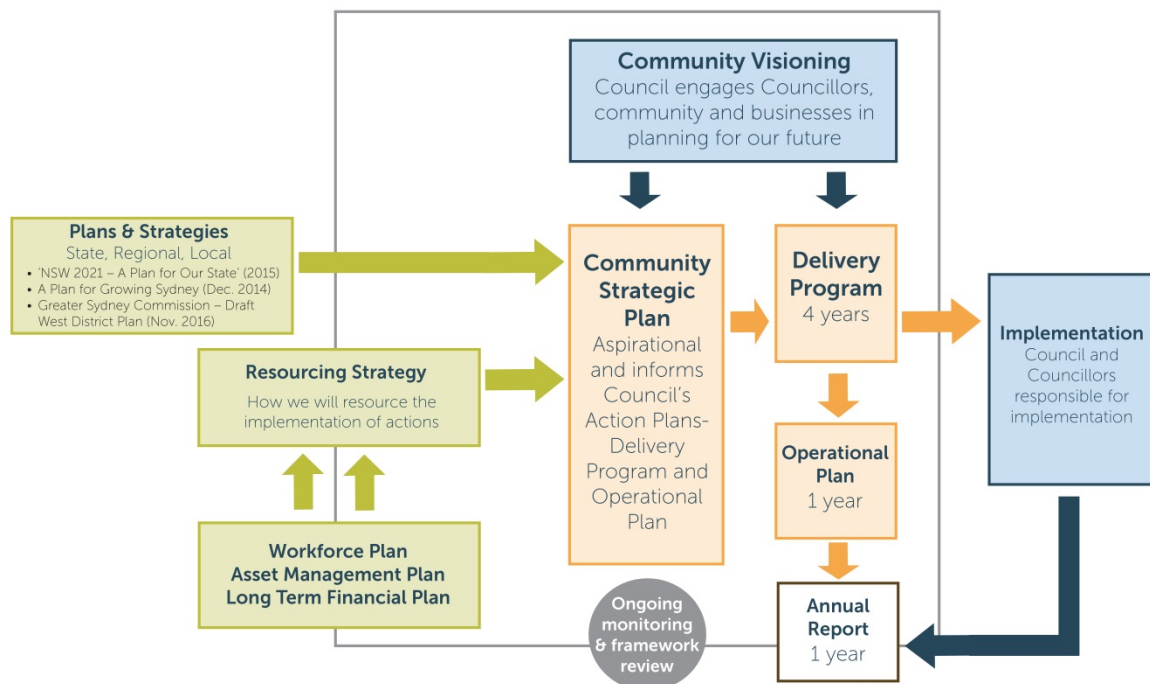 Community Visioning
Council engages Councillors,
community and businesses in
planning for our future
Plans & Strategies
State, Regional, Local
• ‘NSW 2021 – A Plan for Our State’ (2015)
• A Plan for Growing Sydney (Dec. 2014)
• Greater Sydney Commission – Draft
West District Plan (Nov. 2016)
Resourcing Strategy
How we will resource the
implementation of actions
Workforce Plan
Asset Management Plan
Long Term Financial Plan
Community
Strategic
Plan
Aspirational
and informs
Council’s
Action Plans-
Delivery
Program and
Operational
Plan
Delivery
Program
4 years
Operational
Plan
1 year
Annual
Report
1 year
Implementation
Council and
Councillors
responsible for
implementation
Ongoing
monitoring
& framework
review